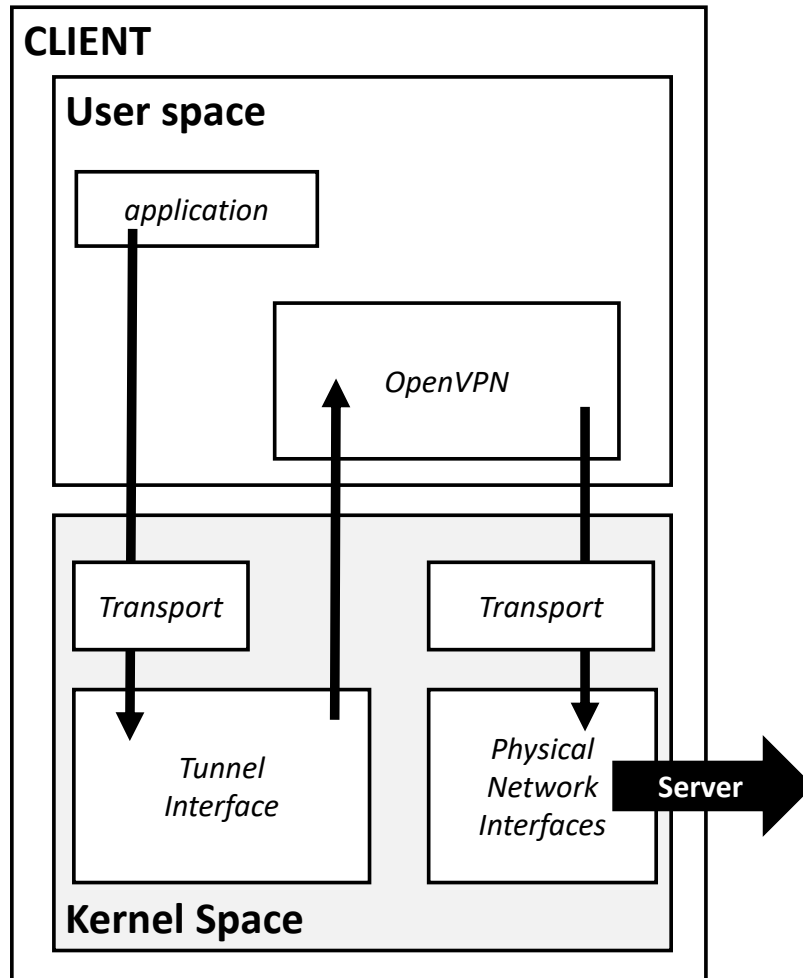 CLIENT
User space
application
OpenVPN
Transport
Transport
Tunnel
Interface
Physical
Network
Interfaces
Server
Kernel Space